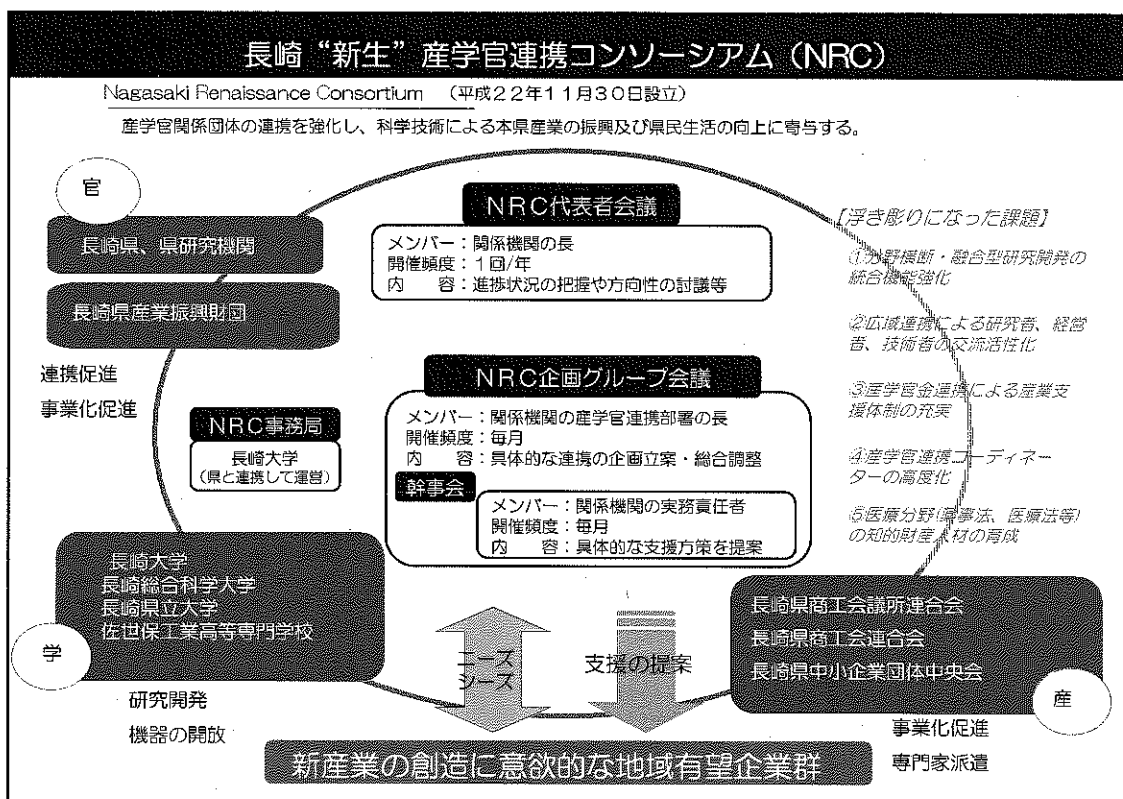 長崎“新生”産学官連携コンソーシアム（NRC）
Nagasaki Renaissance Consortium （平成２２年１１月３０日設立）
産学官関係団体の連携を強化し、科学技術による本県産業の振興及び県民生活の向上に寄与する。
官
長崎県、県研究機関
長崎県産業振興財団
連携促進
事業化促進
ＮＲＣ代表者会議
メンバー：関係機関の長
開催頻度：１回/年
内　　容：進捗状況の把握や方向性の討議等
【浮き彫りになった課題】
①分野横断・融合型研究開発の
統合機能強化
②広域連携による研究者、経営
者、技術者の交流活性化
③産学官金連携による産業支
援体制の充実
④産学官連携コーディネー
ターの高度化
⑤医療分野(薬事法、医療法等)
の知的財産人材の育成
ＮＲＣ企画グループ会議
メンバー：関係機関の産学官連携部署の長
開催頻度：毎月
内　　容：具体的な連携の企画立案・総合調整
幹事会
メンバー：関係機関の実務責任者
開催頻度：毎月
内　　容：具体的な支援方策を提案
ＮＲＣ事務局
長崎大学
（県と連携して運営）
長崎大学
長崎総合科学大学
長崎県立大学
佐世保工業高等専門学校
学
研究開発
機器の開放
ニーズ
シーズ
支援の提案
長崎県商工会議所連合会
長崎県商工会連合会
長崎県中小企業団体中央会
産
事業化促進
専門家派遣
新産業の創造に意欲的な地域有望企業群